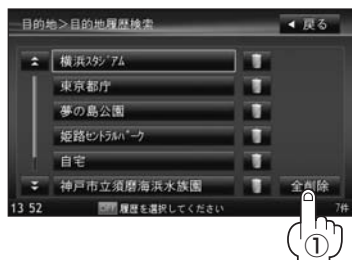 目的地＞目的地履歴検索
◀ 戻る
横浜ｽﾀｼﾞｱﾑ
東京都庁
夢の島公園
姫路ｾﾝﾄﾗﾙﾊﾟｰｸ
自宅
神戸市立須磨海浜水族園
全削除
13 52 OFF 履歴を選択してください 7件
①